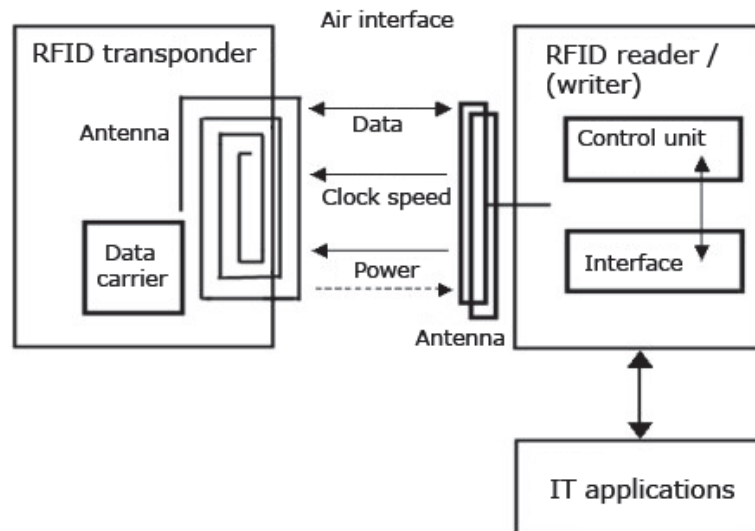 Air interface
RFID transponder
Antenna
Data
carrier
Data
Clock speed
Power
Antenna
RFID reader /
(writer)
Control unit
Interface
IT applications